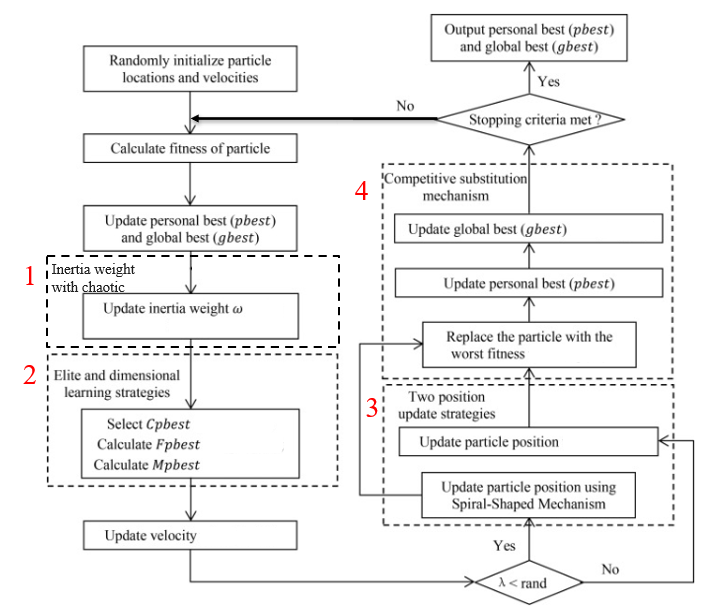 Randomly initialize particle
locations and velocities
Calculate fitness of particle
Update personal best (pbest)
and global best (gbest)
1
Inertia weight
with chaotic
Update inertia weight ω
2
Elite and dimensional
learning strategies
Select Cpbest
Calculate Fpbest
Calculate Mpbest
Update velocity
λ < rand
Yes
No
3
Two position
update strategies
Update particle position using
Spiral-Shaped Mechanism
Update particle position
4
Competitive substitution
mechanism
Replace the particle with the
worst fitness
Update personal best (pbest)
Update global best (gbest)
Stopping criteria met ?
No
Yes
Output personal best (pbest)
and global best (gbest)